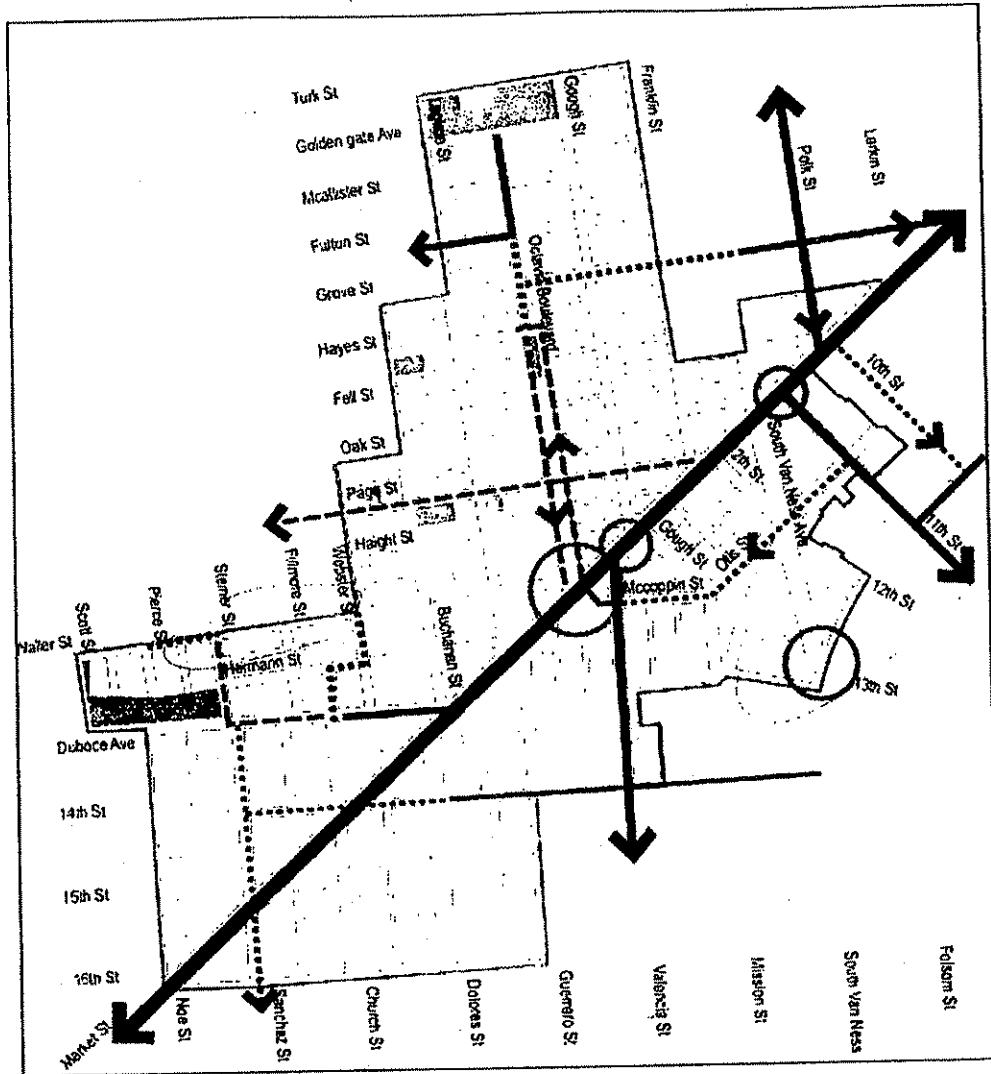 Turk St
Golden gate Ave
Mcallister St
Fulton St
Grove St
Hayes St
Fell St
Oak St
Page St
Haight St
Gough St
Franklin St
Octavia Boulevard
Polk St
Larkin St
10th St
South Van Ness Ave.
11th St
12th St
Gough St
Otis St
Mccoppin St
12th St
13th St
Scott St
Pierce St
Steiner St
Fillmore St
Webster St
Hermann St
Buchanan St
Duboce Ave
14th St
15th St
16th St
Market St
Noe St
Sanchaz St
Church St
Dolores St
Guerrero St
Valencia St
Mission St
South Van Ness
Folsom St